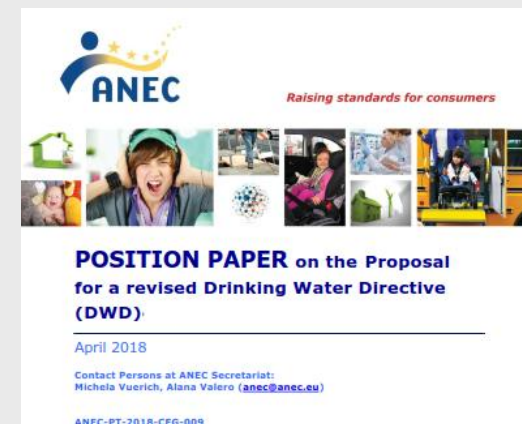 ANEC
Raising standards for consumers
POSITION PAPER on the Proposal
for a revised Drinking Water Directive
(DWD)
April 2018
Contact Persons at ANEC Secretariat:
Michela Vuerich, Alana Valero (anec@anec.eu)
ANEC-PT-2018-CEG-009